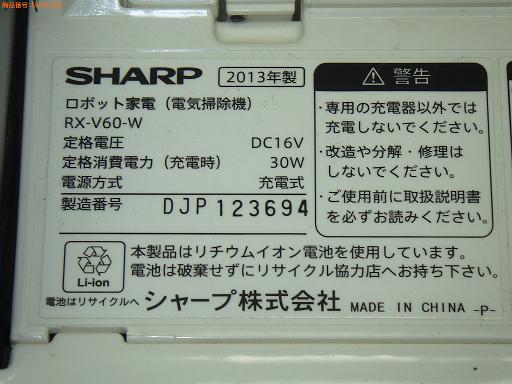 SHARP 2013年製
ロボット家電（電気掃除機）
RX-V60-W
定格電圧 DC16V
定格消費電力（充電時） 30W
電源方式 充電式
製造番号 DJP 123694
警告
・専用の充電器以外では
充電しないでください。
・改造や分解・修理は
しないでください。
・ご使用前に取扱説明書
を必ずお読みください。
Li-ion
本製品はリチウムイオン電池を使用しています。
電池は破棄せずにリサイクル協力店へお持ち下さい。
電池はリサイクルへ シャープ株式会社 MADE IN CHINA -P-